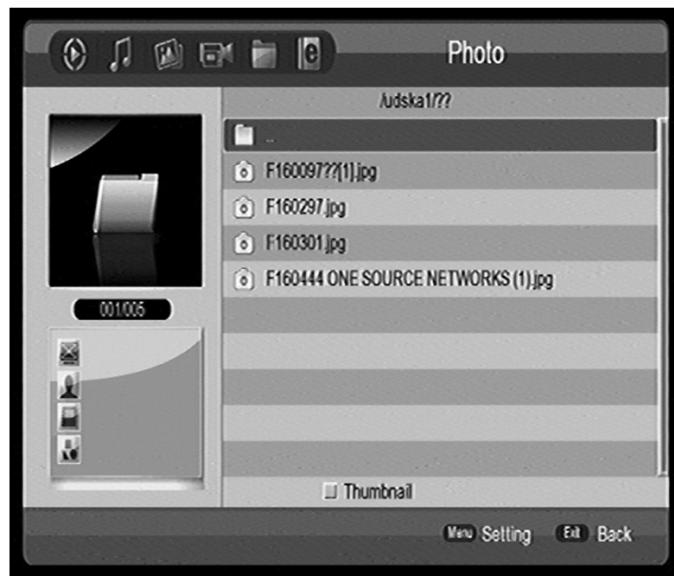 e
Photo
/udska1/??
..
F160097??[1].jpg
F160297.jpg
F160301.jpg
F160444 ONE SOURCE NETWORKS (1).jpg
001/005
Thumbnail
Menu Setting Exit Back